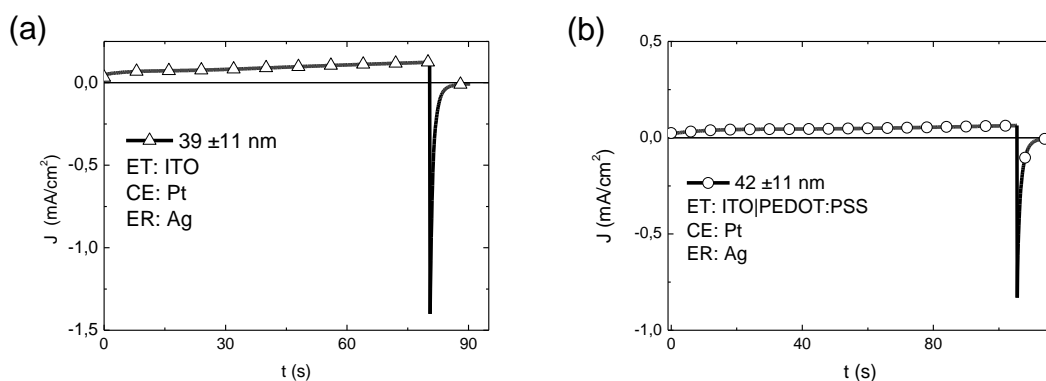 (a)
0,0
-0,5
-1,0
-1,5
J (mA/cm²)
0
30
60
90
t (s)
39 ±11 nm
ET: ITO
CE: Pt
ER: Ag
(b)
0,5
0,0
-0,5
-1,0
J (mA/cm²)
0
40
80
t (s)
42 ±11 nm
ET: ITO|PEDOT:PSS
CE: Pt
ER: Ag